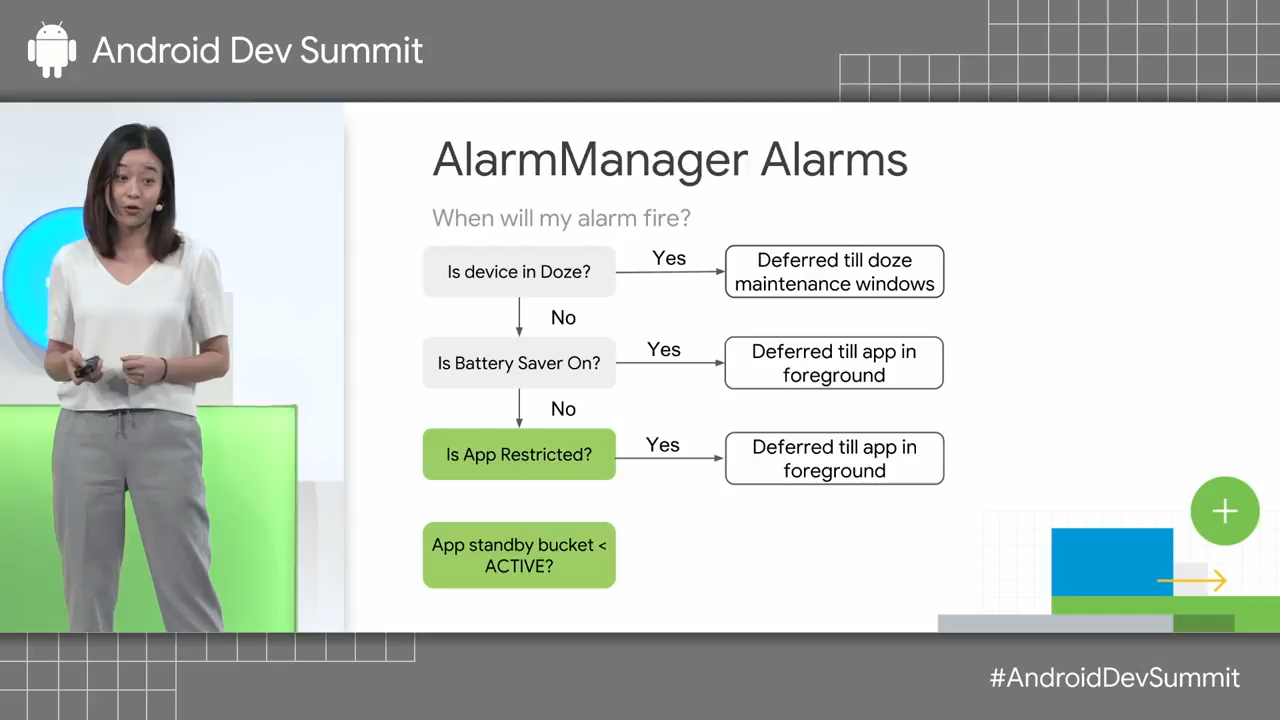 Android Dev Summit
AlarmManager Alarms
When will my alarm fire?
Is device in Doze?
Yes
Deferred till doze
maintenance windows
No
Is Battery Saver On?
Yes
Deferred till app in
foreground
No
Is App Restricted?
Yes
Deferred till app in
foreground
App standby bucket <
ACTIVE?
#AndroidDevSummit